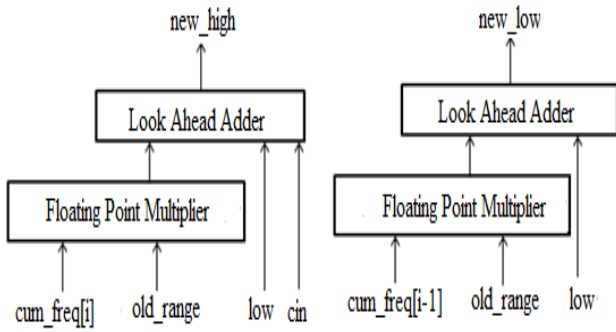 new_high
Look Ahead Adder
Floating Point Multiplier
cum_freq[i] old_range low cin
new_low
Look Ahead Adder
Floating Point Multiplier
cum_freq[i-1] old_range low